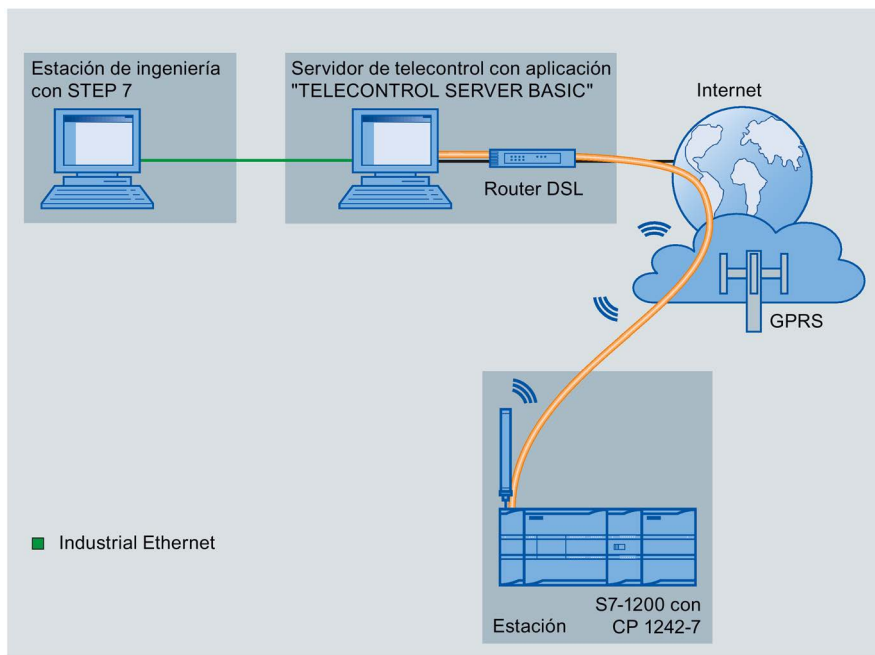 Estación de ingeniería
con STEP 7
Servidor de telecontrol con aplicación
"TELECONTROL SERVER BASIC"
Internet
Router DSL
GPRS
Industrial Ethernet
Estación
S7-1200 con
CP 1242-7